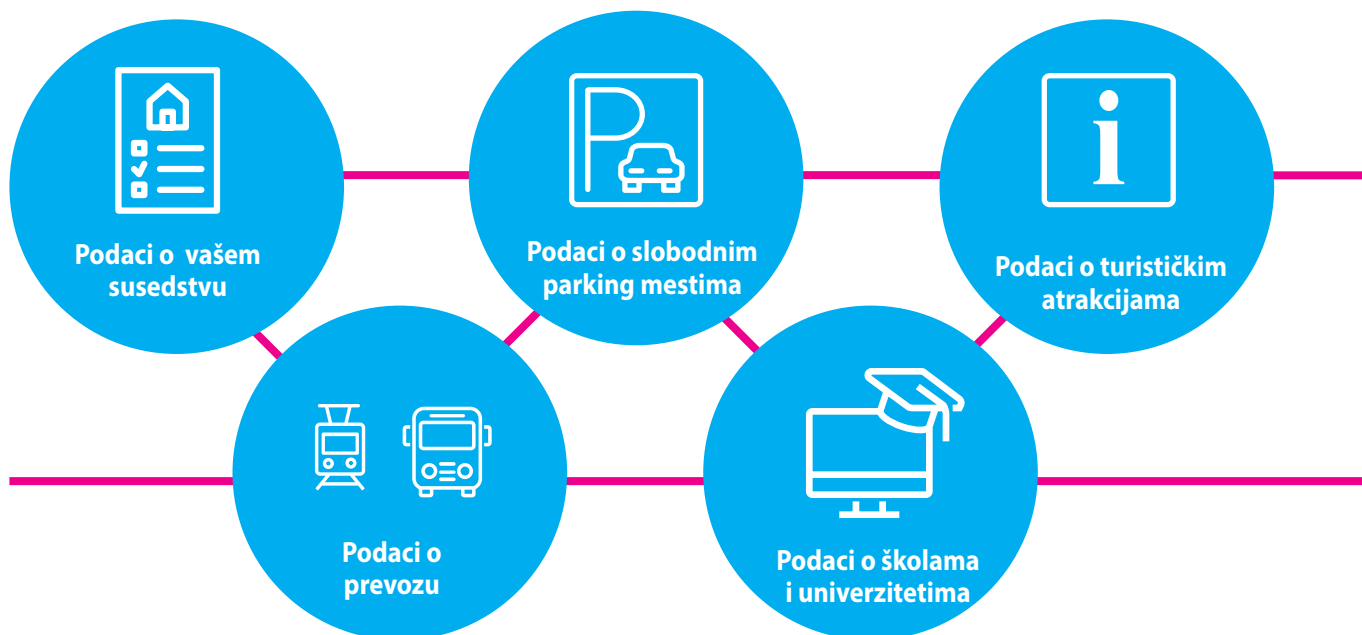 Podaci o vašem
susedstvu
P
Podaci o slobodnim
parking mestima
i
Podaci o turističkim
atrakcijama
Podaci o
prevozu
Podaci o školama
i univerzitetima